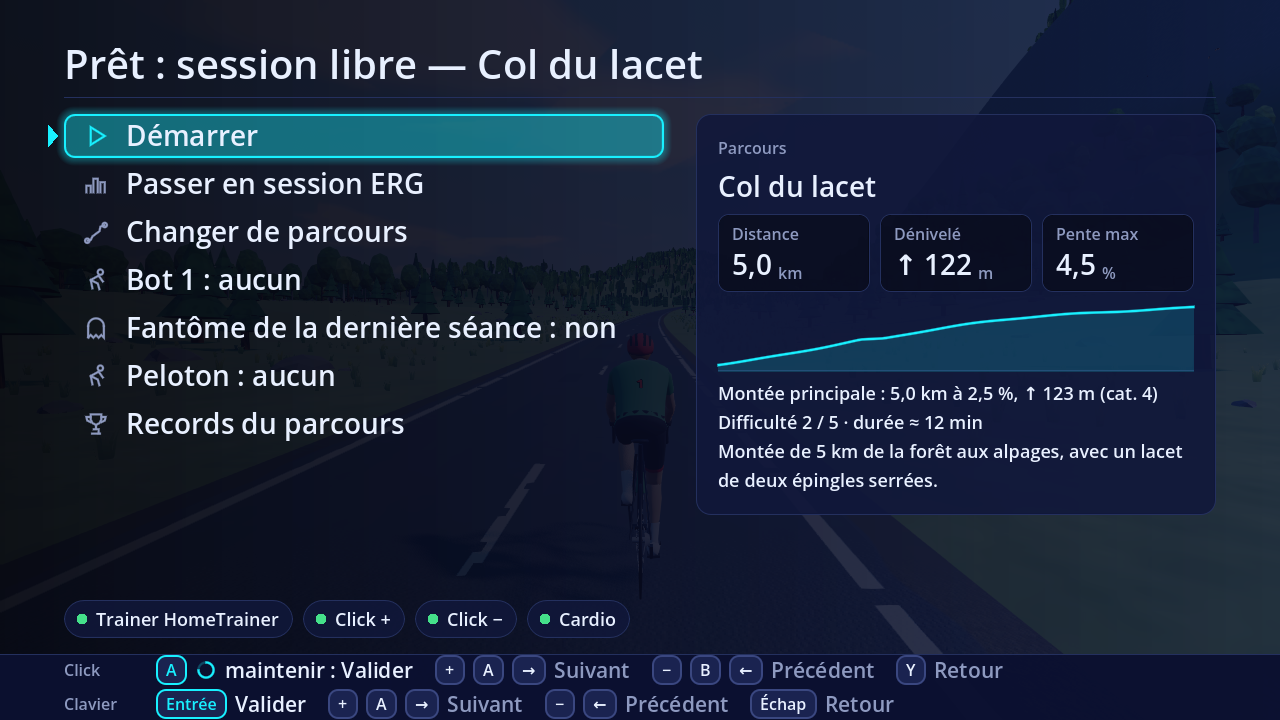 Prêt : session libre — Col du lacet
Démarrer
Passer en session ERG
Changer de parcours
Bot 1 : aucun
Fantôme de la dernière séance : non
Peloton : aucun
Records du parcours
Parcours
Col du lacet
Distance
5,0 km
Dénivelé
↑ 122 m
Pente max
4,5 %
Montée principale : 5,0 km à 2,5 %, ↑ 123 m (cat. 4)
Difficulté 2 / 5 · durée ≈ 12 min
Montée de 5 km de la forêt aux alpages, avec un lacet
de deux épingles serrées.
Trainer HomeTrainer
Click +
Click −
Cardio
Click A maintenir : Valider + A → Suivant − B ← Précédent Y Retour
Clavier Entrée Valider + A → Suivant − ← Précédent Échap Retour